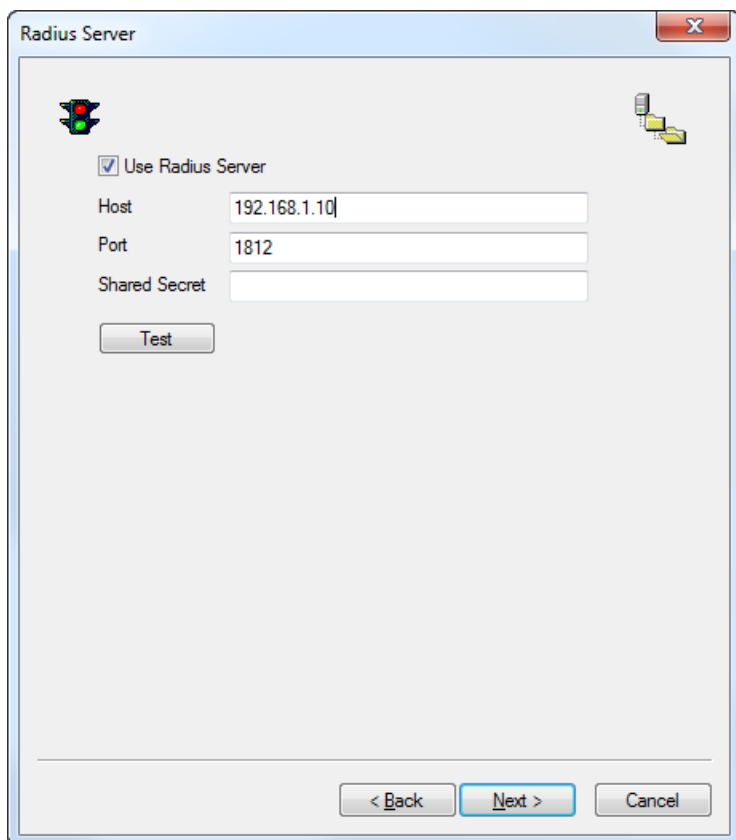 Radius Server
Use Radius Server
Host 192.168.1.10
Port 1812
Shared Secret
Test
< Back Next > Cancel